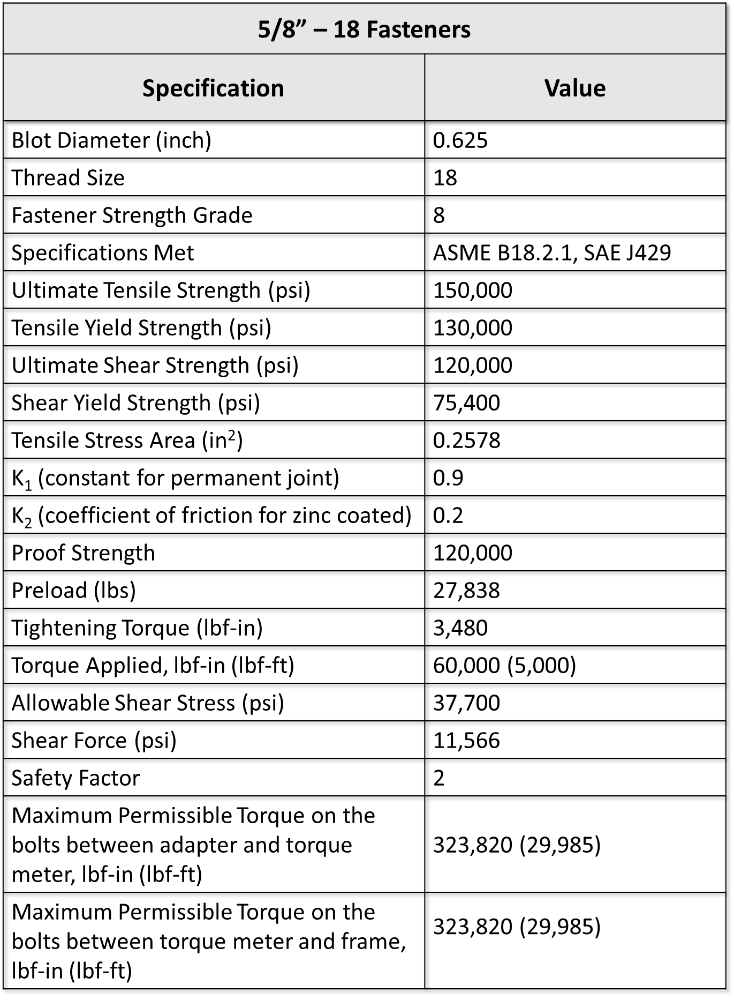 5/8” – 18 Fasteners
Specification Value
Blot Diameter (inch) 0.625
Thread Size 18
Fastener Strength Grade 8
Specifications Met ASME B18.2.1, SAE J429
Ultimate Tensile Strength (psi) 150,000
Tensile Yield Strength (psi) 130,000
Ultimate Shear Strength (psi) 120,000
Shear Yield Strength (psi) 75,400
Tensile Stress Area (in²) 0.2578
K₁ (constant for permanent joint) 0.9
K₂ (coefficient of friction for zinc coated) 0.2
Proof Strength 120,000
Preload (lbs) 27,838
Tightening Torque (lbf-in) 3,480
Torque Applied, lbf-in (lbf-ft) 60,000 (5,000)
Allowable Shear Stress (psi) 37,700
Shear Force (psi) 11,566
Safety Factor 2
Maximum Permissible Torque on the
bolts between adapter and torque
meter, lbf-in (lbf-ft)
323,820 (29,985)
Maximum Permissible Torque on the
bolts between torque meter and frame,
lbf-in (lbf-ft)
323,820 (29,985)